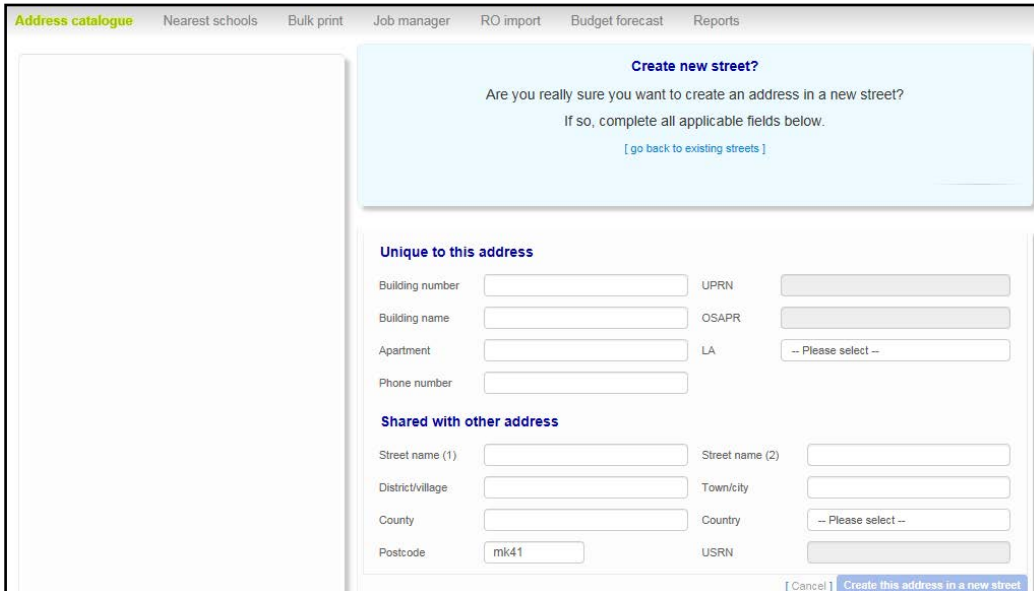 Address catalogue Nearest schools Bulk print Job manager RO import Budget forecast Reports
Create new street?
Are you really sure you want to create an address in a new street?
If so, complete all applicable fields below.
[ go back to existing streets ]
Unique to this address
Building number UPRN
Building name OSAPR
Apartment LA -- Please select --
Phone number
Shared with other address
Street name (1) Street name (2)
District/village Town/city
County Country -- Please select --
Postcode mk41 USRN
[ Cancel ] Create this address in a new street